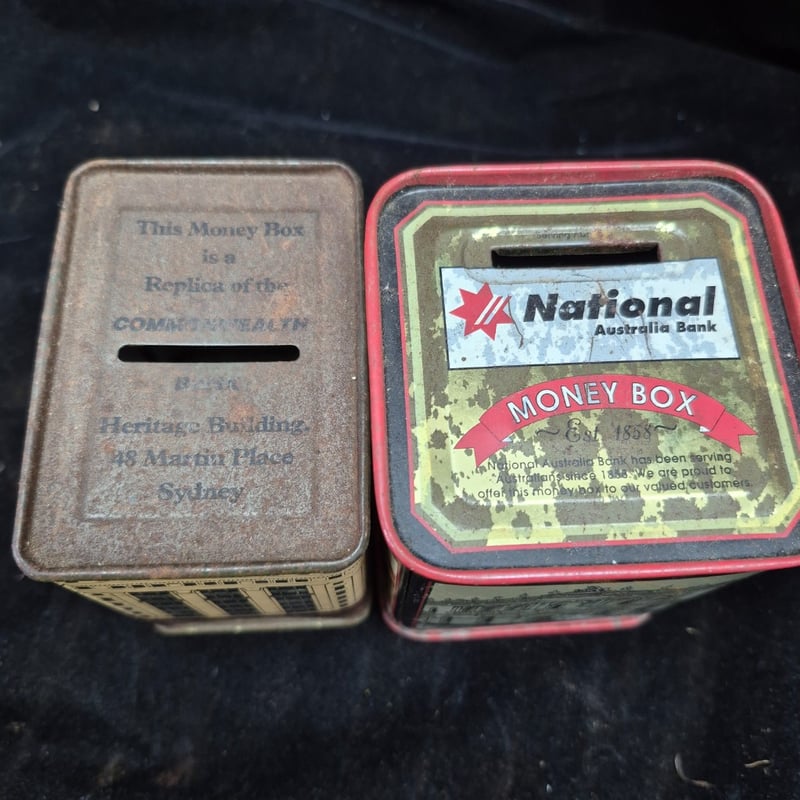 This Money Box
is a
Replica of the
COMMONWEALTH
BANK
Heritage Building.
48 Martin Place
Sydney
National
Australia Bank
MONEY BOX
~ Est. 1858 ~
National Australia Bank has been serving
Australians since 1858. We are proud to
offer this money box to our valued customers.